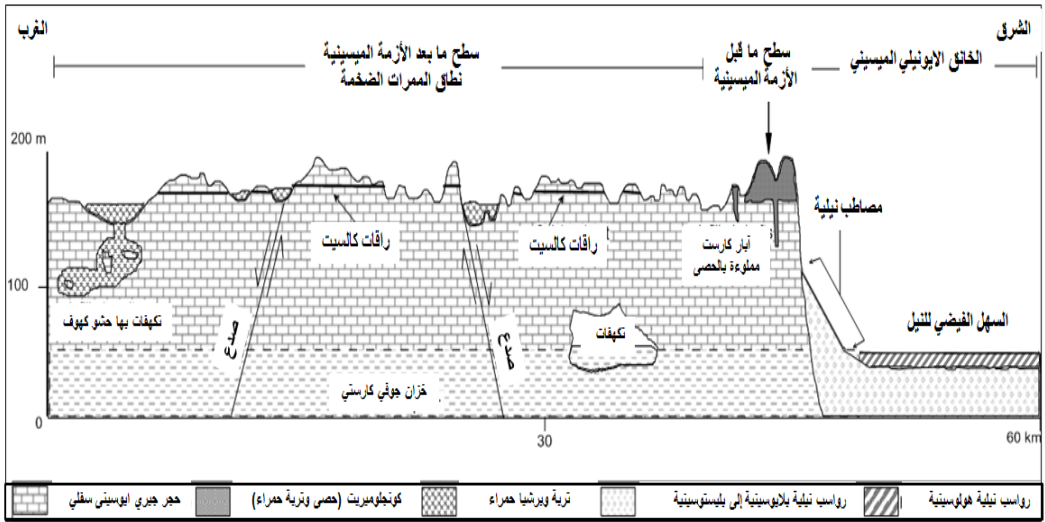 الشرق
الغرب
الخانق الايونيلي الميسيني
سطح ما قبل
الأزمة الميسينية
سطح ما بعد الأزمة الميسينية
نطاق الممرات الضخمة
200 m
100
0
30
60 km
مصاطب نيلية
السهل الفيضي للنيل
آبار كارست
مملوءة بالحصى
راقات كالسيت
راقات كالسيت
تكهفات
تكهفات بها حشو كهوف
صدع
صدع
خزان جوفي كارستي
رواسب نيلية هولوسينية
رواسب نيلية بلايوسينية إلى بليستوسينية
تربة وبرشيا حمراء
كونجلوميريت (حصى وتربة حمراء)
حجر جيري ايوسيني سفلي